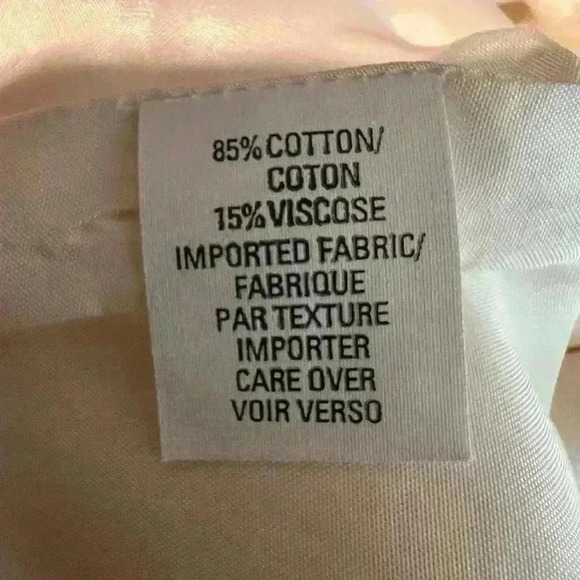 85% COTTON/
COTON
15% VISCOSE
IMPORTED FABRIC/
FABRIQUE
PAR TEXTURE
IMPORTER
CARE OVER
VOIR VERSO